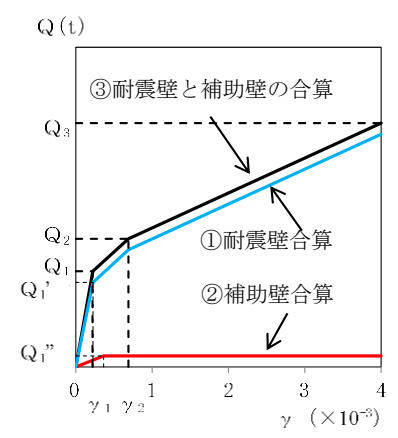 Q(t)
③耐震壁と補助壁の合算
Q₃
Q₂
①耐震壁合算
Q₁
Q₁'
②補助壁合算
Q₁"
0 1 2 3 4
γ₁ γ₂
γ (×10⁻³)